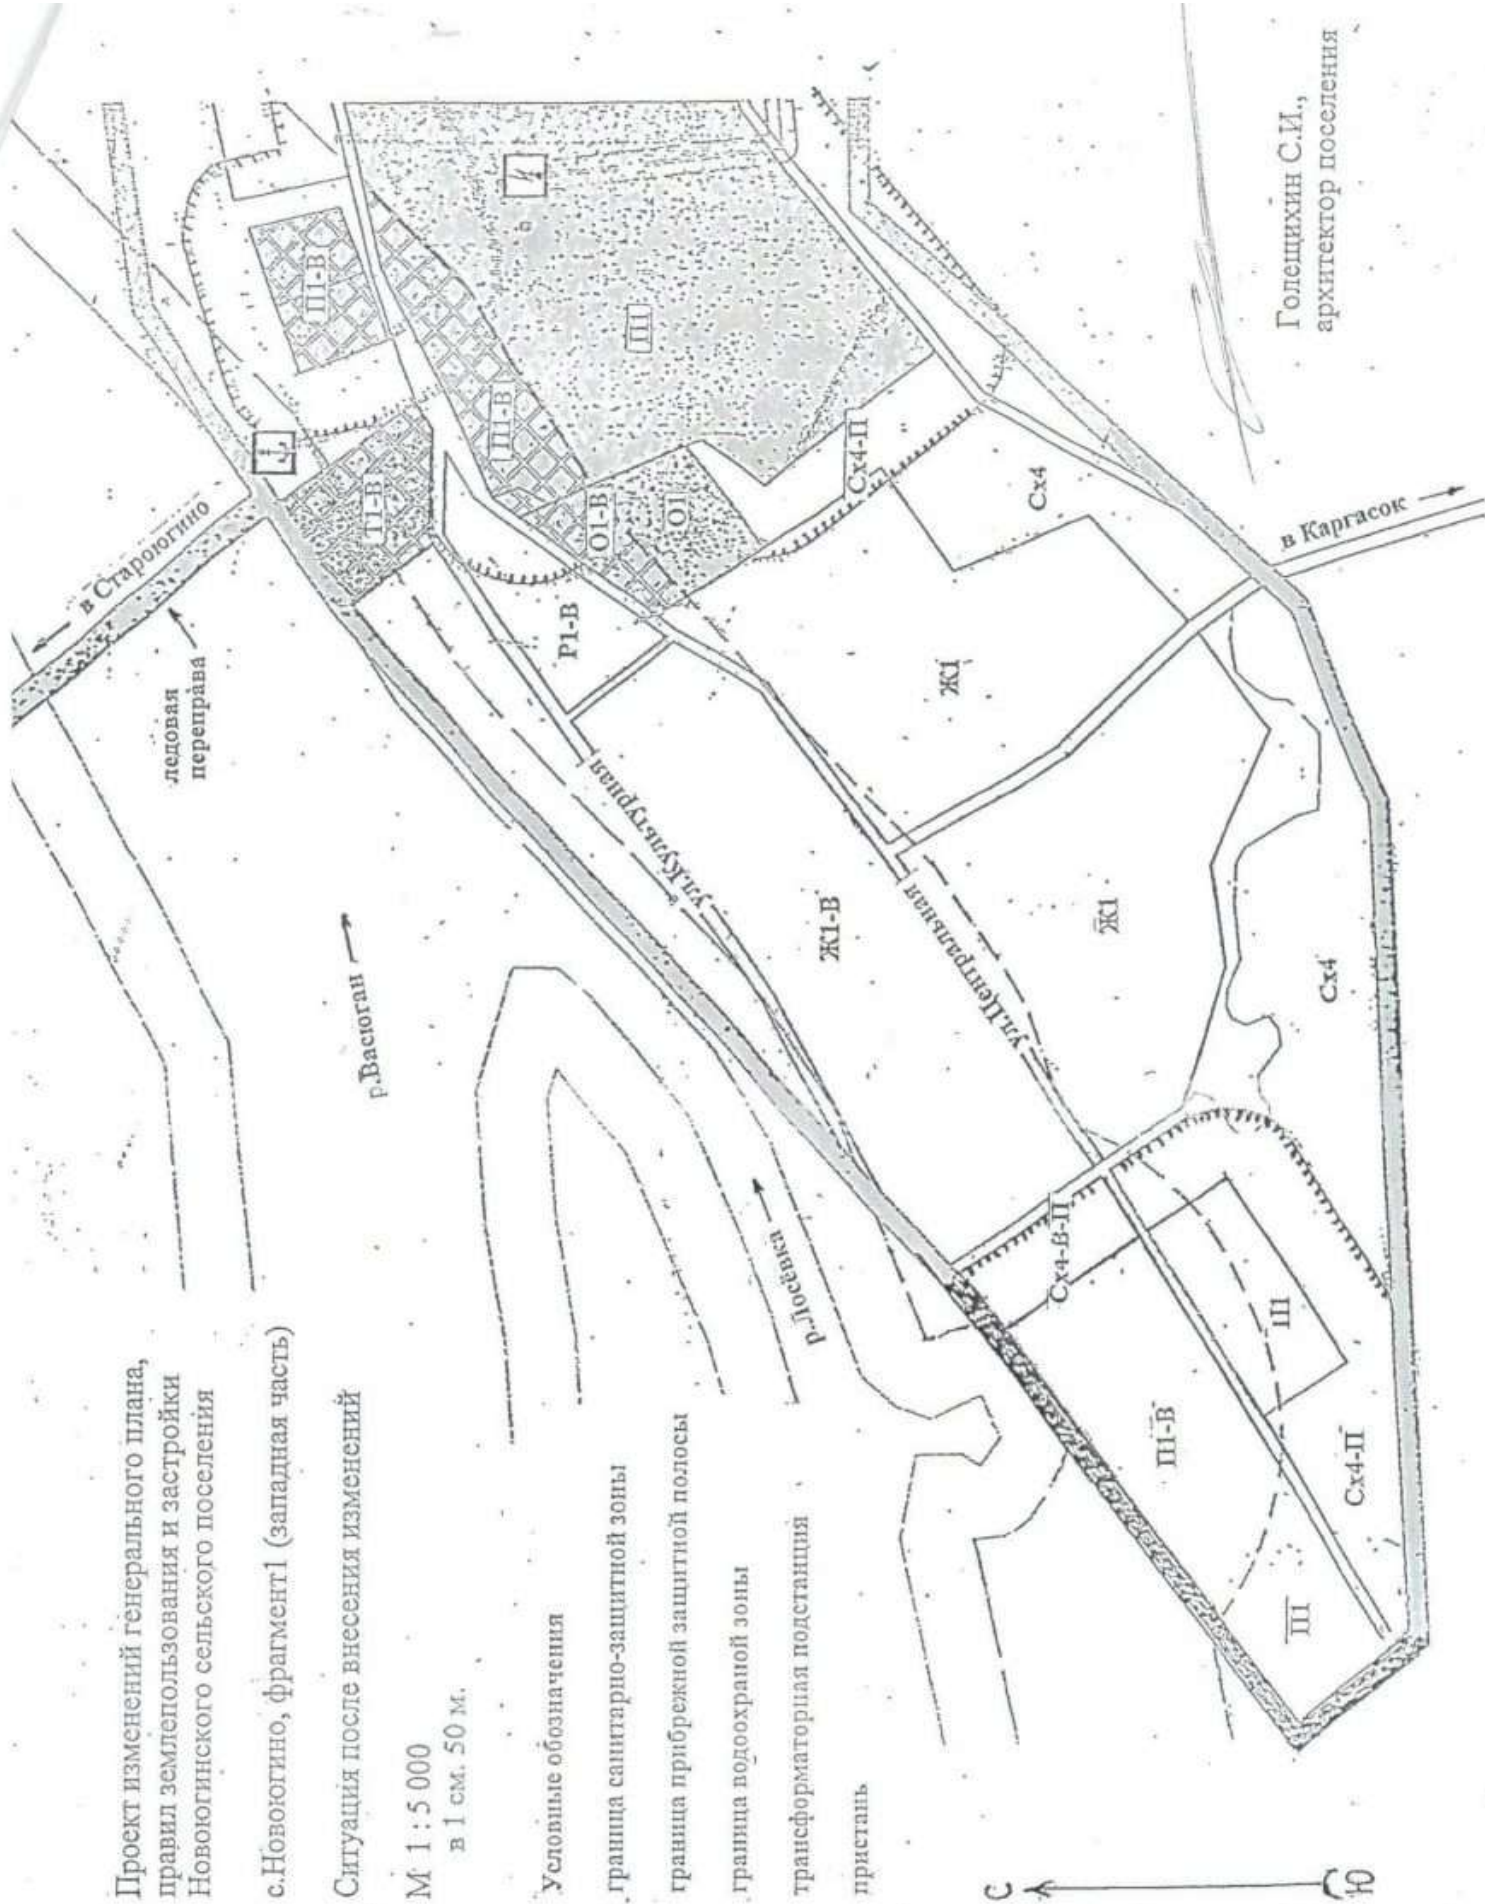 Проект изменений генерального плана,
правил землепользования и застройки
Новоюгинского сельского поселения
с.Новоюгино, фрагмент1 (западная часть)
Ситуация после внесения изменений
М 1 : 5 000
в 1 см. 50 м.
Условные обозначения
граница санитарно-защитной зоны
граница прибрежной защитной полосы
граница водоохраной зоны
трансформаторная подстанция
пристань
С
Ю
в Староюгино
ледовая
переправа
р.Васюган
р.Лосёвка
ул.Культурная
ул.Центральная
в Каргасок
П1-В
П1-В
П1
Т1-В
О1-В
О1
Р1-В
Сх4-П
Сх4
Ж1
Ж1-В
Ж1
Сх4
Сх4-В-П
П1
П1-В
Сх4-П
П1
Голещихин С.И.,
архитектор поселения